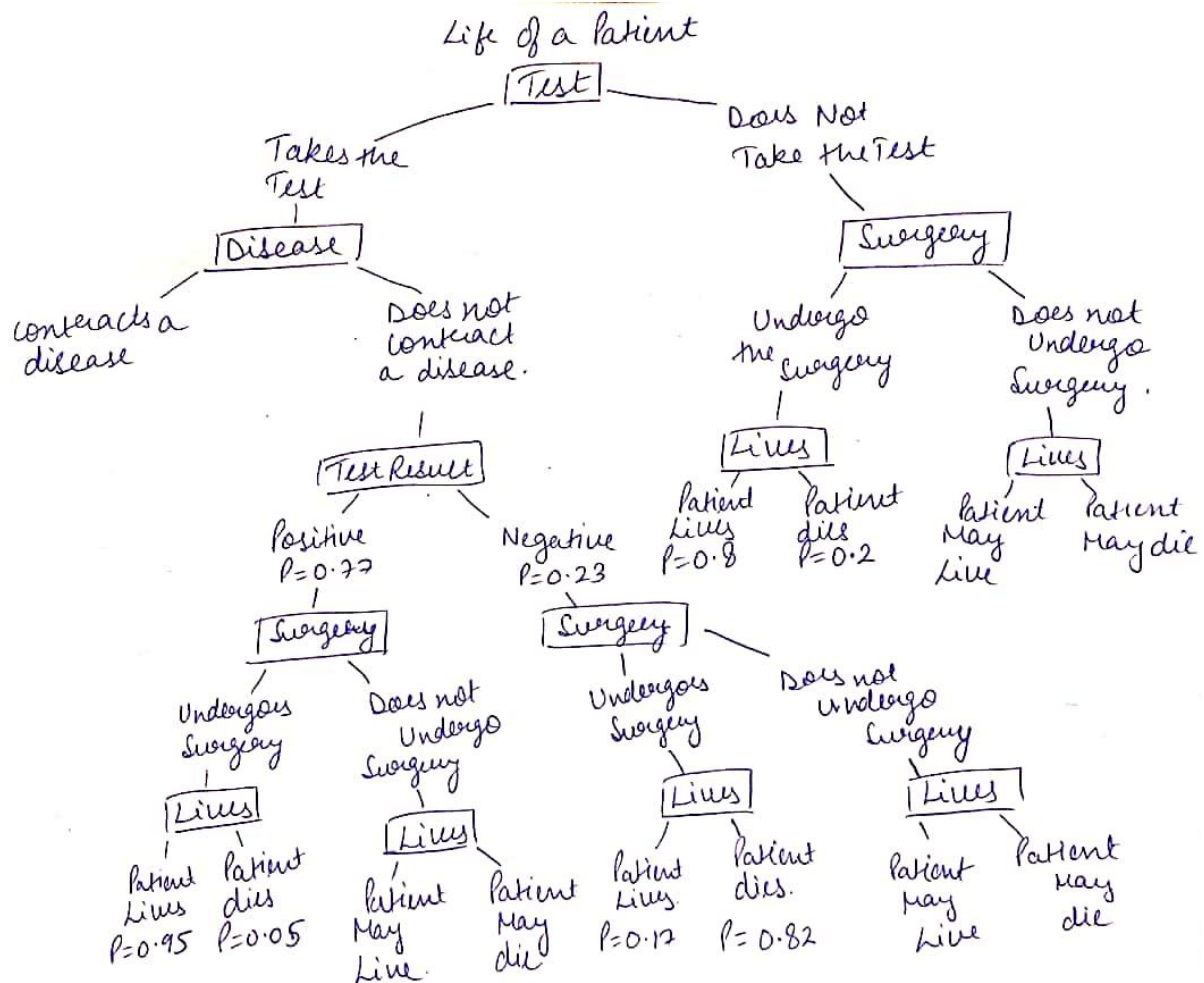 Life of a Patient
Test
Takes the
Test
Does Not
Take the Test
Disease
Surgery
contracts a
disease
Does not
contract
a disease.
Undergo
the Surgery
Does not
Undergo
Surgery.
Test Result
Lives
Lives
Positive
P=0.77
Negative
P=0.23
Patient
Lives
P=0.8
Patient
dies
P=0.2
Patient
May
Live
Patient
May die
Surgery
Surgery
Undergoes
Surgery
Does not
Undergo
Surgery
Undergoes
Surgery
Does not
undergo
Surgery
Lives
Lives
Lives
Lives
Patient
Lives
P=0.95
Patient
dies
P=0.05
Patient
May
Live.
Patient
May
die
Patient
Lives.
P=0.17
Patient
dies.
P=0.82
Patient
May
Live
Patient
May
die